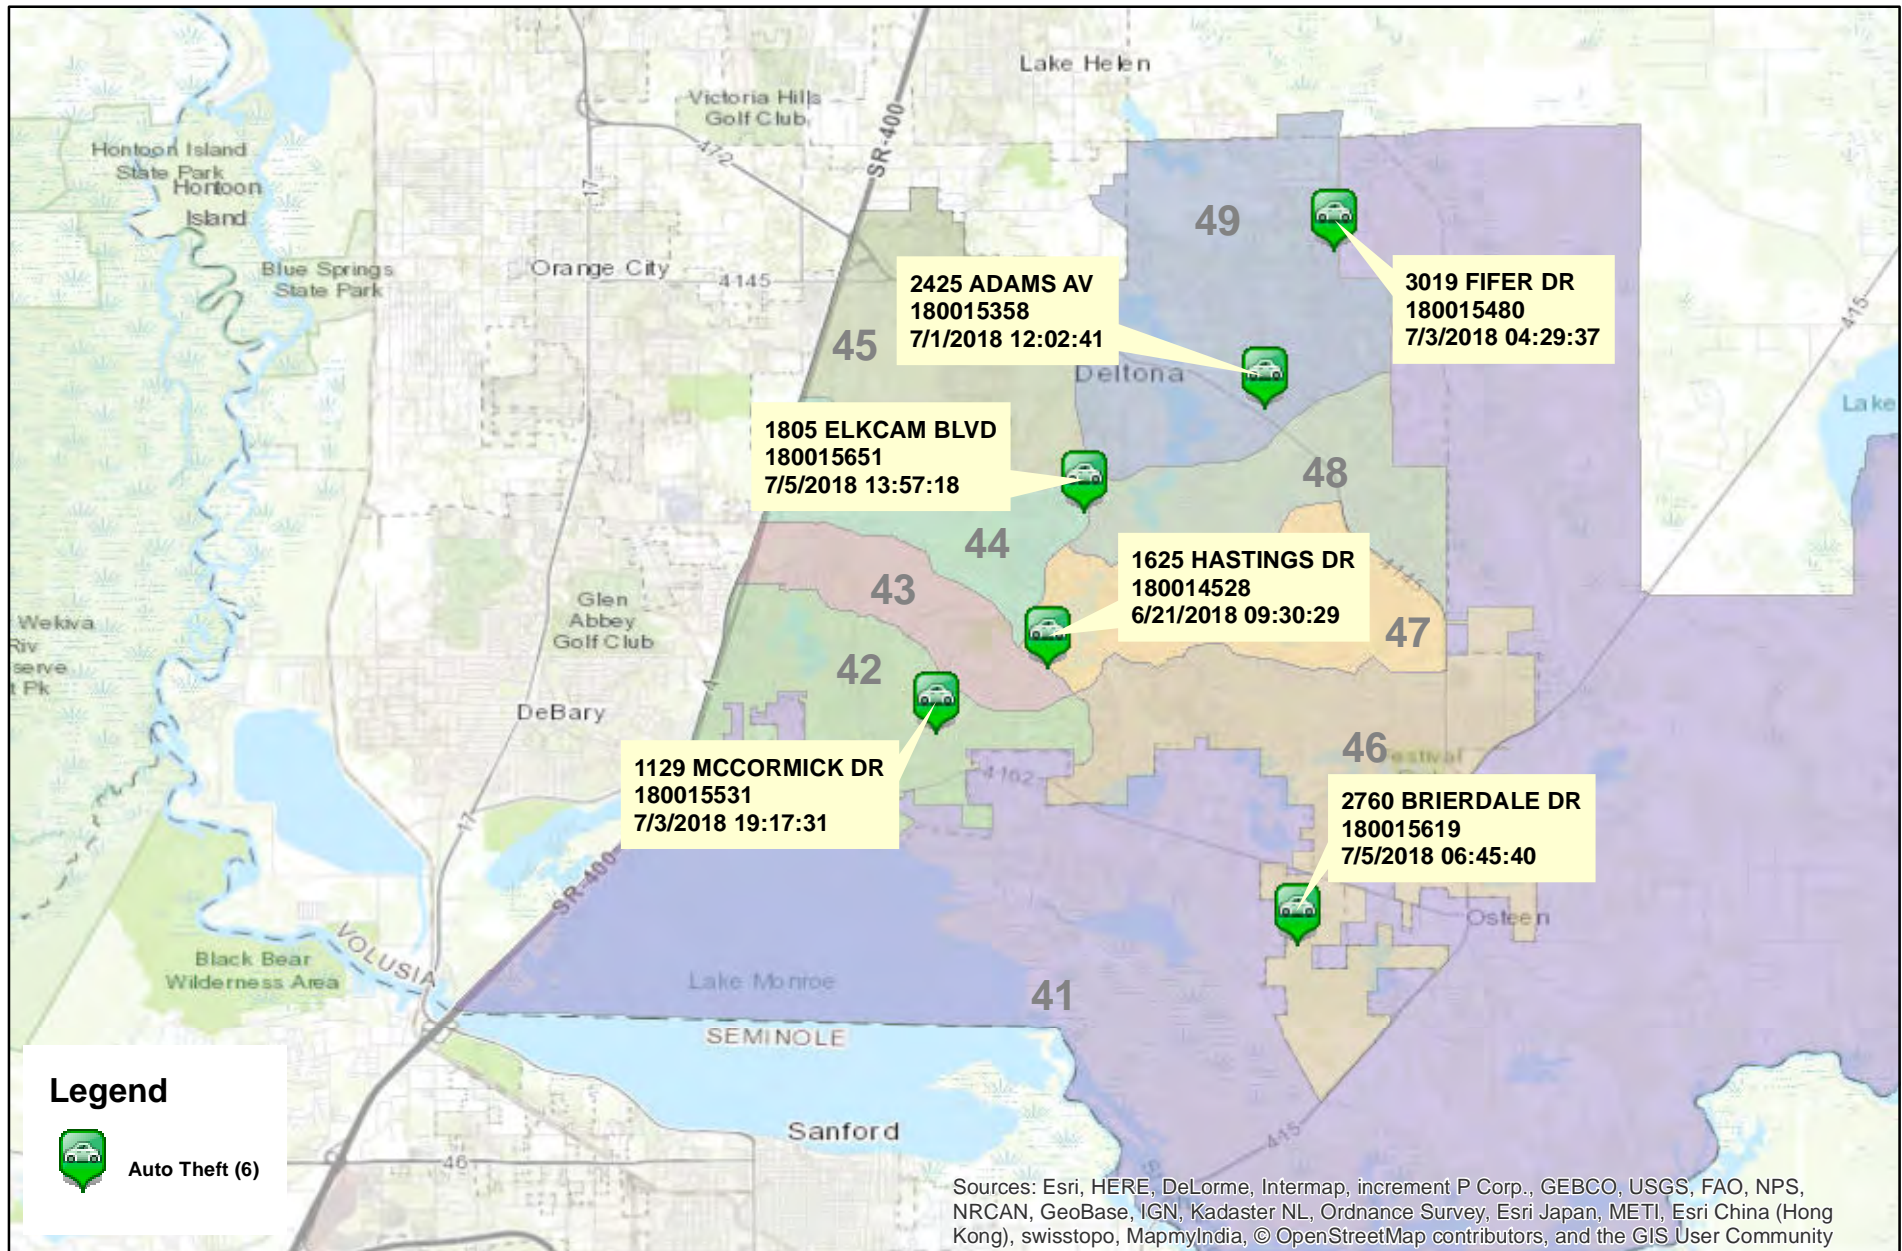 Lake Helen
Victoria Hills
Golf Club
SR-400
472
Hontoon Island
State Park
Hontoon
Island
17
49
Blue Springs
State Park
Orange City
4145
45
2425 ADAMS AV
180015358
7/1/2018 12:02:41
3019 FIFER DR
180015480
7/3/2018 04:29:37
415
Deltona
Lake
1805 ELKCAM BLVD
180015651
7/5/2018 13:57:18
48
44
43
1625 HASTINGS DR
180014528
6/21/2018 09:30:29
4145
47
Glen
Abbey
Golf Club
Wekiva
Riv
serve
t Pk
42
4
DeBary
46
estival
1129 MCCORMICK DR
180015531
7/3/2018 19:17:31
4162
2760 BRIERDALE DR
180015619
7/5/2018 06:45:40
17
SR-400
Osteen
VOLUSIA
Black Bear
Wilderness Area
Lake Monroe
41
SEMINOLE
Sanford
415
46
Legend
Auto Theft (6)
Sources: Esri, HERE, DeLorme, Intermap, increment P Corp., GEBCO, USGS, FAO, NPS,
NRCAN, GeoBase, IGN, Kadaster NL, Ordnance Survey, Esri Japan, METI, Esri China (Hong
Kong), swisstopo, MapmyIndia, © OpenStreetMap contributors, and the GIS User Community